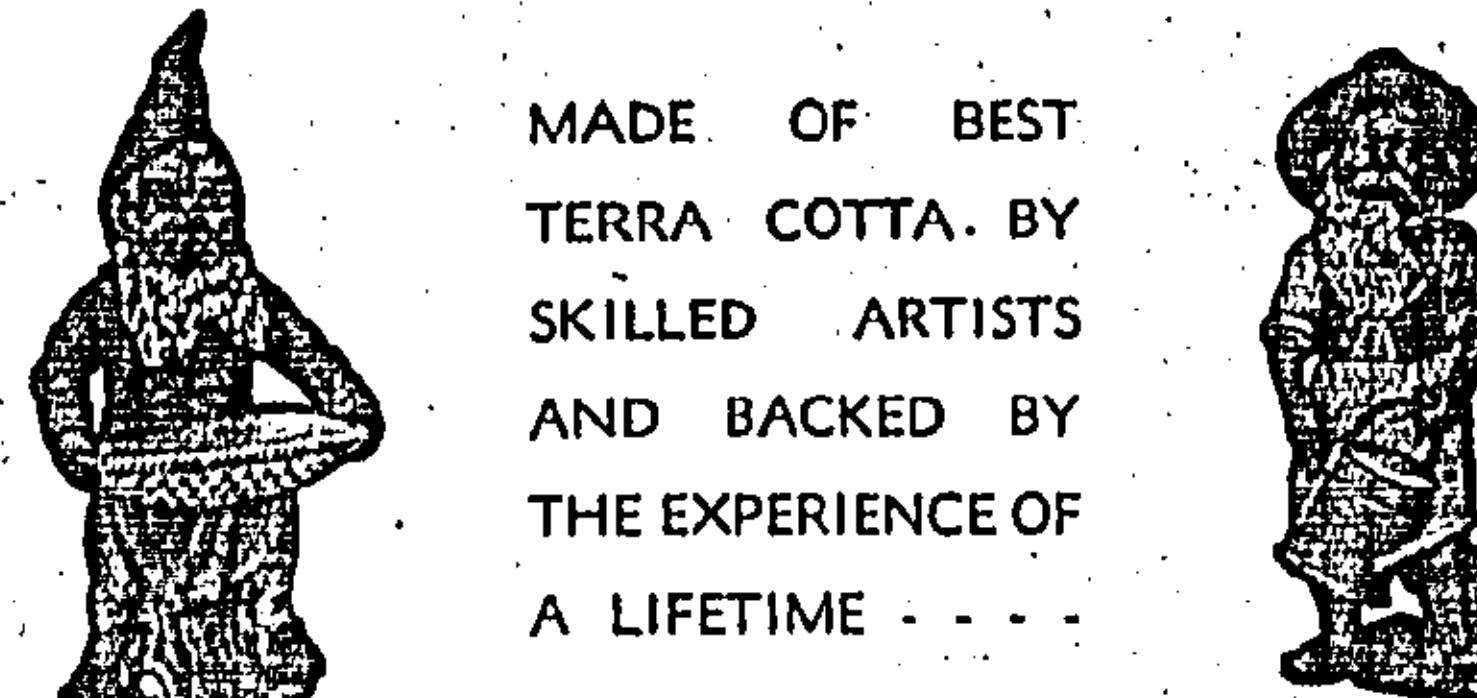 MADE OF BEST
TERRA COTTA. BY
SKILLED ARTISTS
AND BACKED BY
THE EXPERIENCE OF
A LIFETIME - - - -